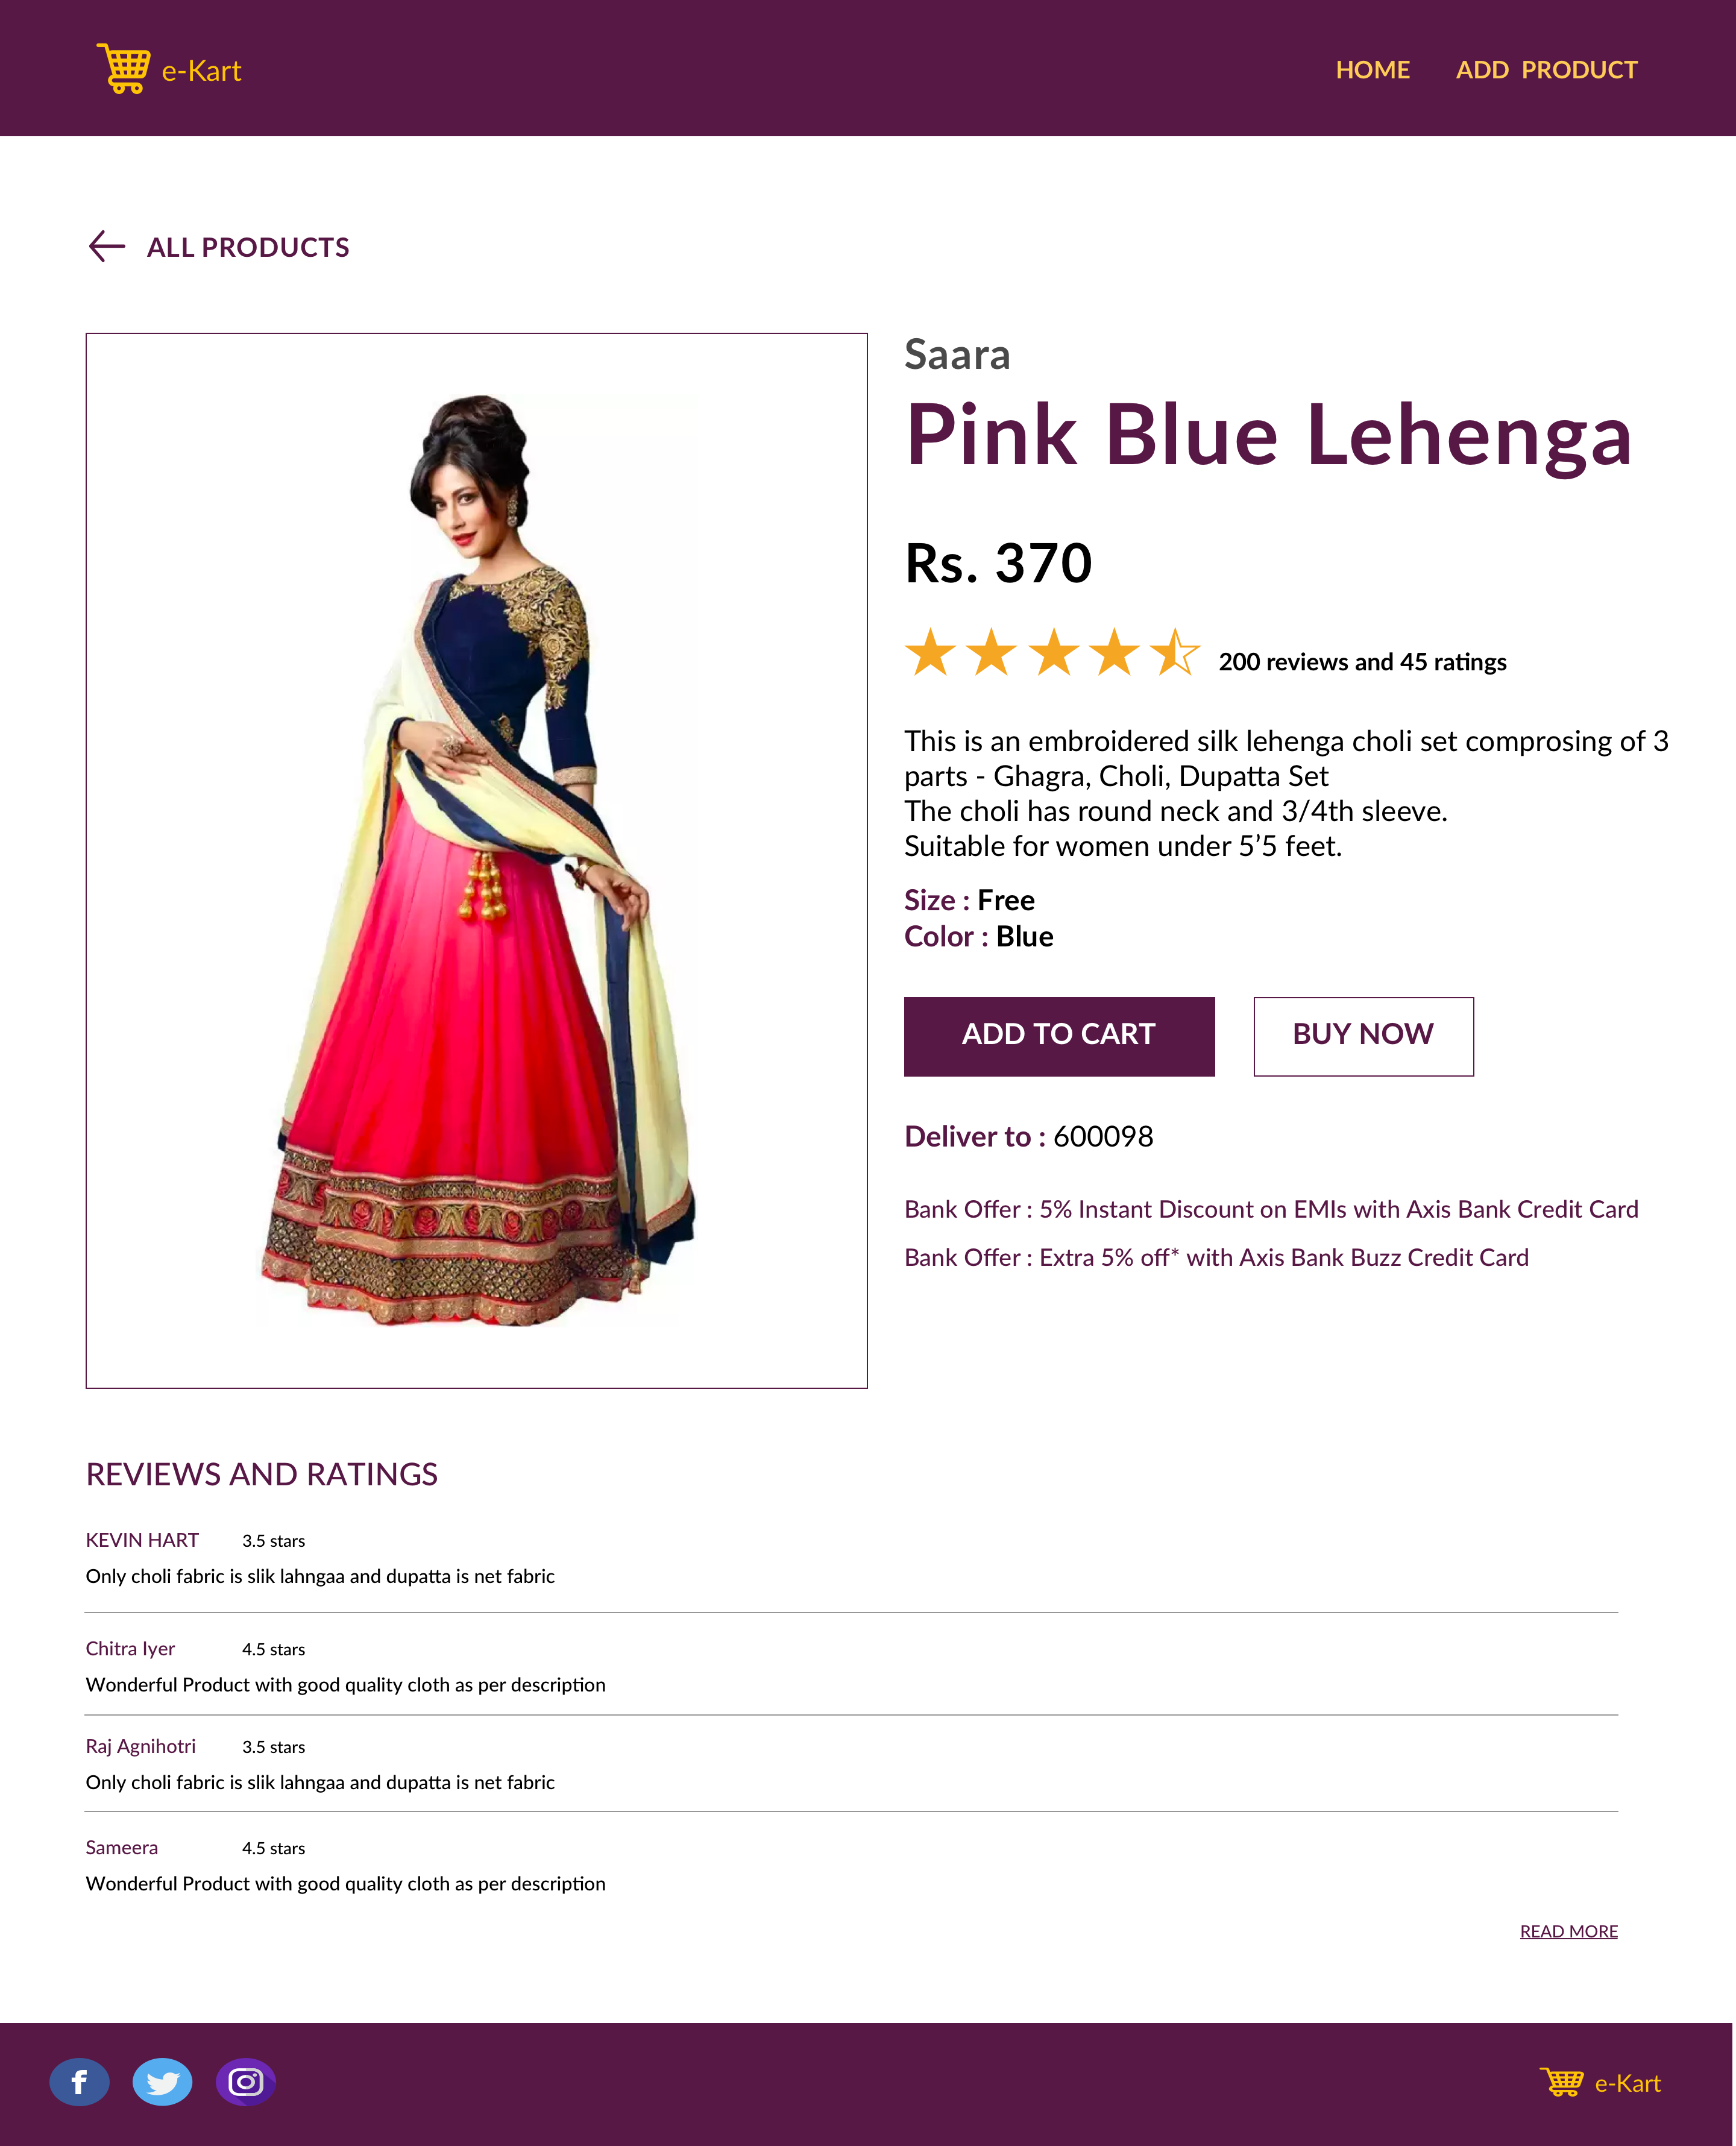 e-Kart
HOME ADD PRODUCT
ALL PRODUCTS
Saara
Pink Blue Lehenga
Rs. 370
200 reviews and 45 ratings
This is an embroidered silk lehenga choli set comprosing of 3
parts - Ghagra, Choli, Dupatta Set
The choli has round neck and 3/4th sleeve.
Suitable for women under 5’5 feet.
Size : Free
Color : Blue
ADD TO CART BUY NOW
Deliver to : 600098
Bank Offer : 5% Instant Discount on EMIs with Axis Bank Credit Card
Bank Offer : Extra 5% off* with Axis Bank Buzz Credit Card
REVIEWS AND RATINGS
KEVIN HART 3.5 stars
Only choli fabric is slik lahngaa and dupatta is net fabric
Chitra Iyer 4.5 stars
Wonderful Product with good quality cloth as per description
Raj Agnihotri 3.5 stars
Only choli fabric is slik lahngaa and dupatta is net fabric
Sameera 4.5 stars
Wonderful Product with good quality cloth as per description
READ MORE
f
e-Kart